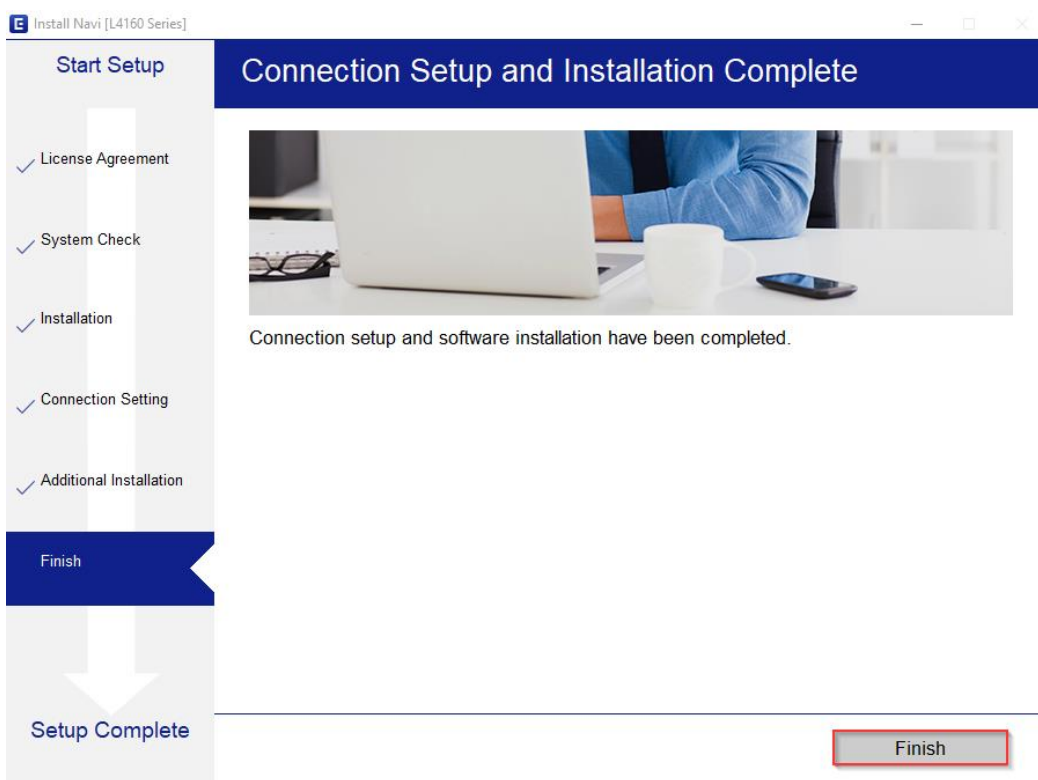 E Install Navi [L4160 Series]
Start Setup
Connection Setup and Installation Complete
License Agreement
System Check
Installation
Connection setup and software installation have been completed.
Connection Setting
Additional Installation
Finish
Setup Complete
Finish